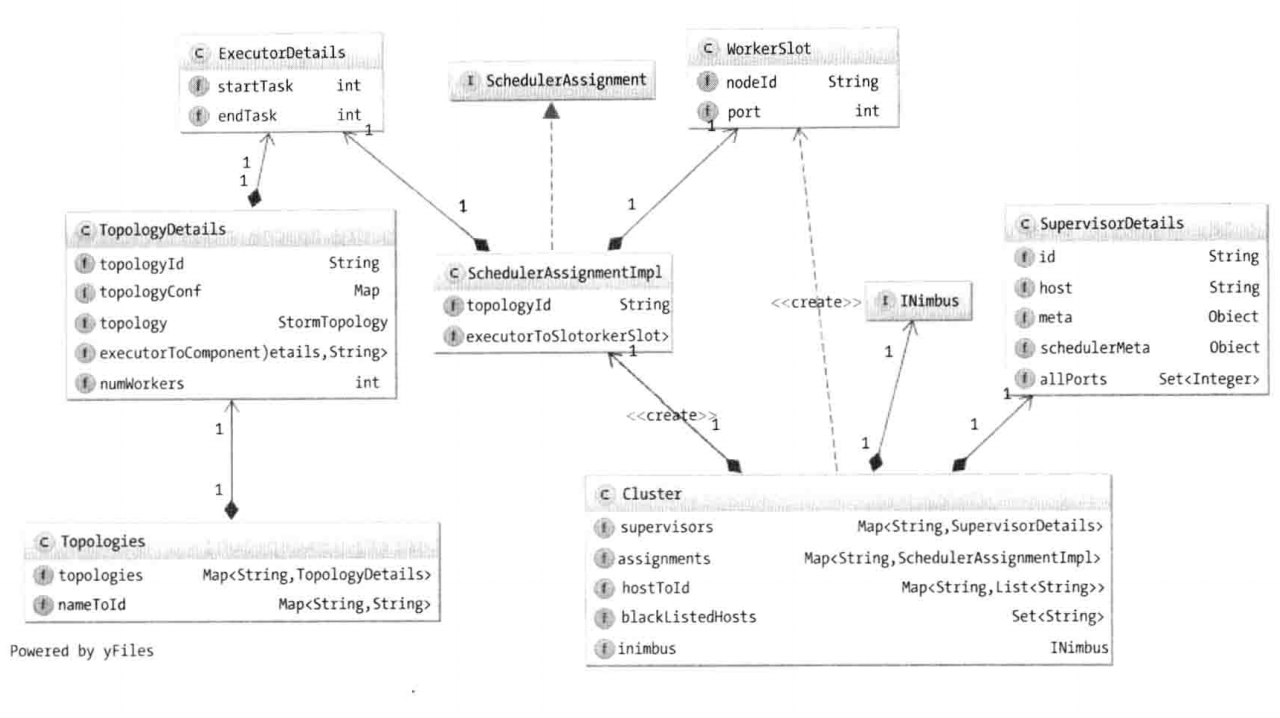 C ExecutorDetails
f startTask int
f endTask int
1
I SchedulerAssignment
C WorkerSlot
f nodeId String
f port int
1
1
1
1
1
C TopologyDetails
f topologyId String
f topologyConf Map
f topology StormTopology
f executorToComponent)etails,String>
f numWorkers int
C SchedulerAssignmentImpl
f topologyId String
f executorToSlotorkerSlot>
1
<<create>>
I INimbus
C SupervisorDetails
f id String
f host String
f meta Obiect
f schedulerMeta Obiect
f allPorts Set<Integer>
1
1
1
<<create>>
1
1
1
1
C Topologies
f topologies Map<String,TopologyDetails>
f nameToId Map<String,String>
C Cluster
f supervisors Map<String,SupervisorDetails>
f assignments Map<String,SchedulerAssignmentImpl>
f hostToId Map<String,List<String>>
f blackListedHosts Set<String>
f inimbus INimbus
Powered by yFiles